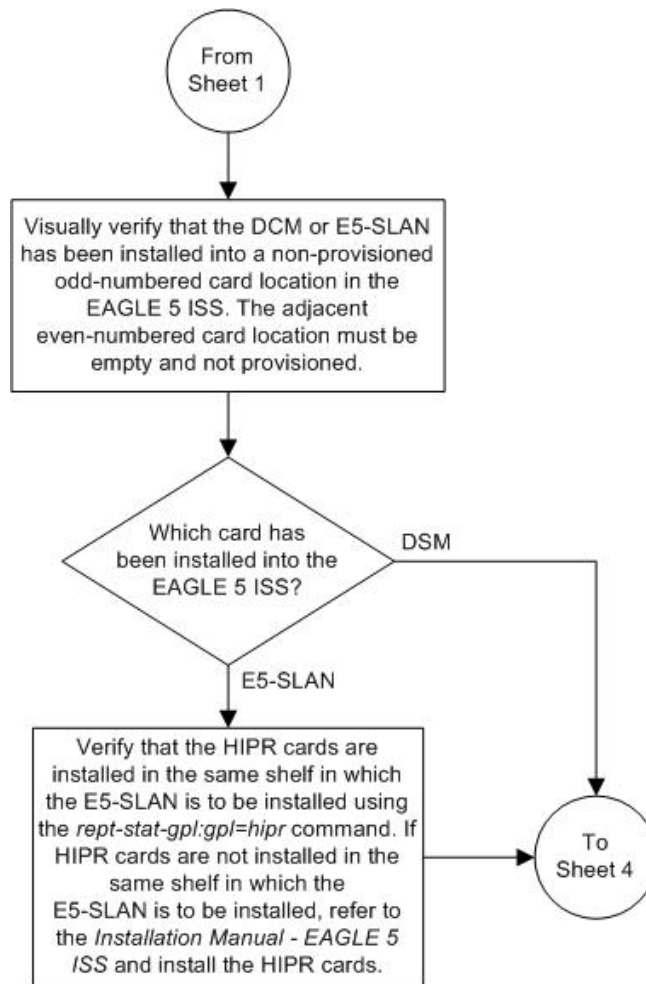 From
Sheet 1
Visually verify that the DCM or E5-SLAN
has been installed into a non-provisioned
odd-numbered card location in the
EAGLE 5 ISS. The adjacent
even-numbered card location must be
empty and not provisioned.
Which card has
been installed into the
EAGLE 5 ISS?
DSM
E5-SLAN
Verify that the HIPR cards are
installed in the same shelf in which
the E5-SLAN is to be installed using
the rept-stat-gpl:gpl=hipr command. If
HIPR cards are not installed in the
same shelf in which the
E5-SLAN is to be installed, refer to
the Installation Manual - EAGLE 5
ISS and install the HIPR cards.
To
Sheet 4